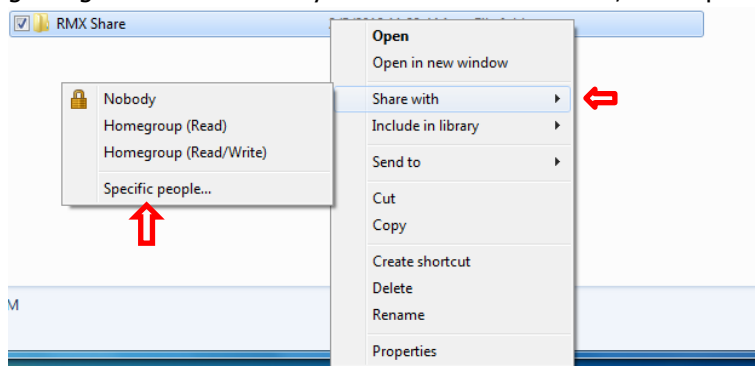 RMX Share
Open
Open in new window
Share with
Include in library
Send to
Cut
Copy
Create shortcut
Delete
Rename
Properties
Nobody
Homegroup (Read)
Homegroup (Read/Write)
Specific people...
M